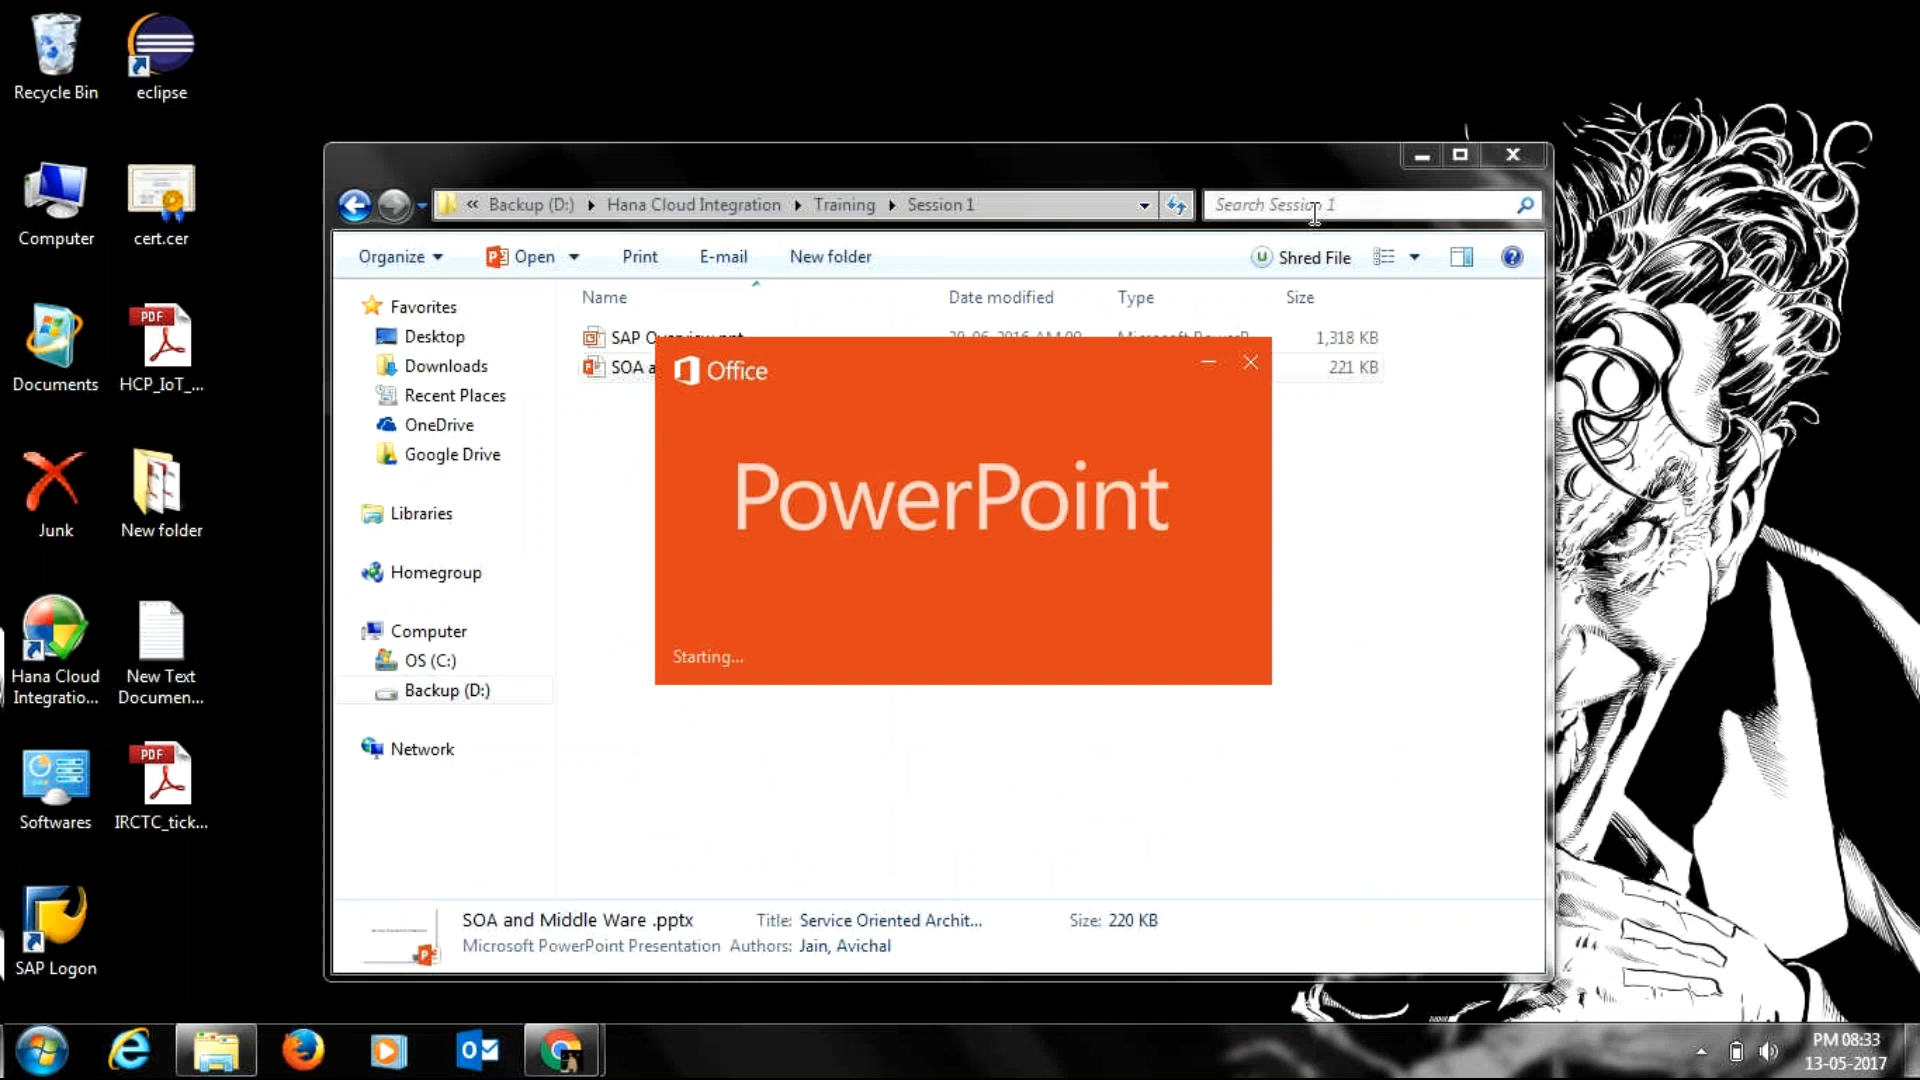 Recycle Bin
eclipse
Computer
cert.cer
Documents
HCP_IoT_...
PDF
Junk
New folder
Hana Cloud
Integratio...
New Text
Documen...
Softwares
IRCTC_tick...
PDF
SAP Logon
« Backup (D:) Hana Cloud Integration Training Session 1
Search Session 1
Organize Open Print E-mail New folder Shred File
Name Date modified Type Size
SAP Overview.ppt 1,318 KB
SOA a 221 KB
Favorites
Desktop
Downloads
Recent Places
OneDrive
Google Drive
Libraries
Homegroup
Computer
OS (C:)
Backup (D:)
Network
Office
PowerPoint
Starting...
SOA and Middle Ware .pptx Title: Service Oriented Archit... Size: 220 KB
Microsoft PowerPoint Presentation Authors: Jain, Avichal
PM 08:33
13-05-2017